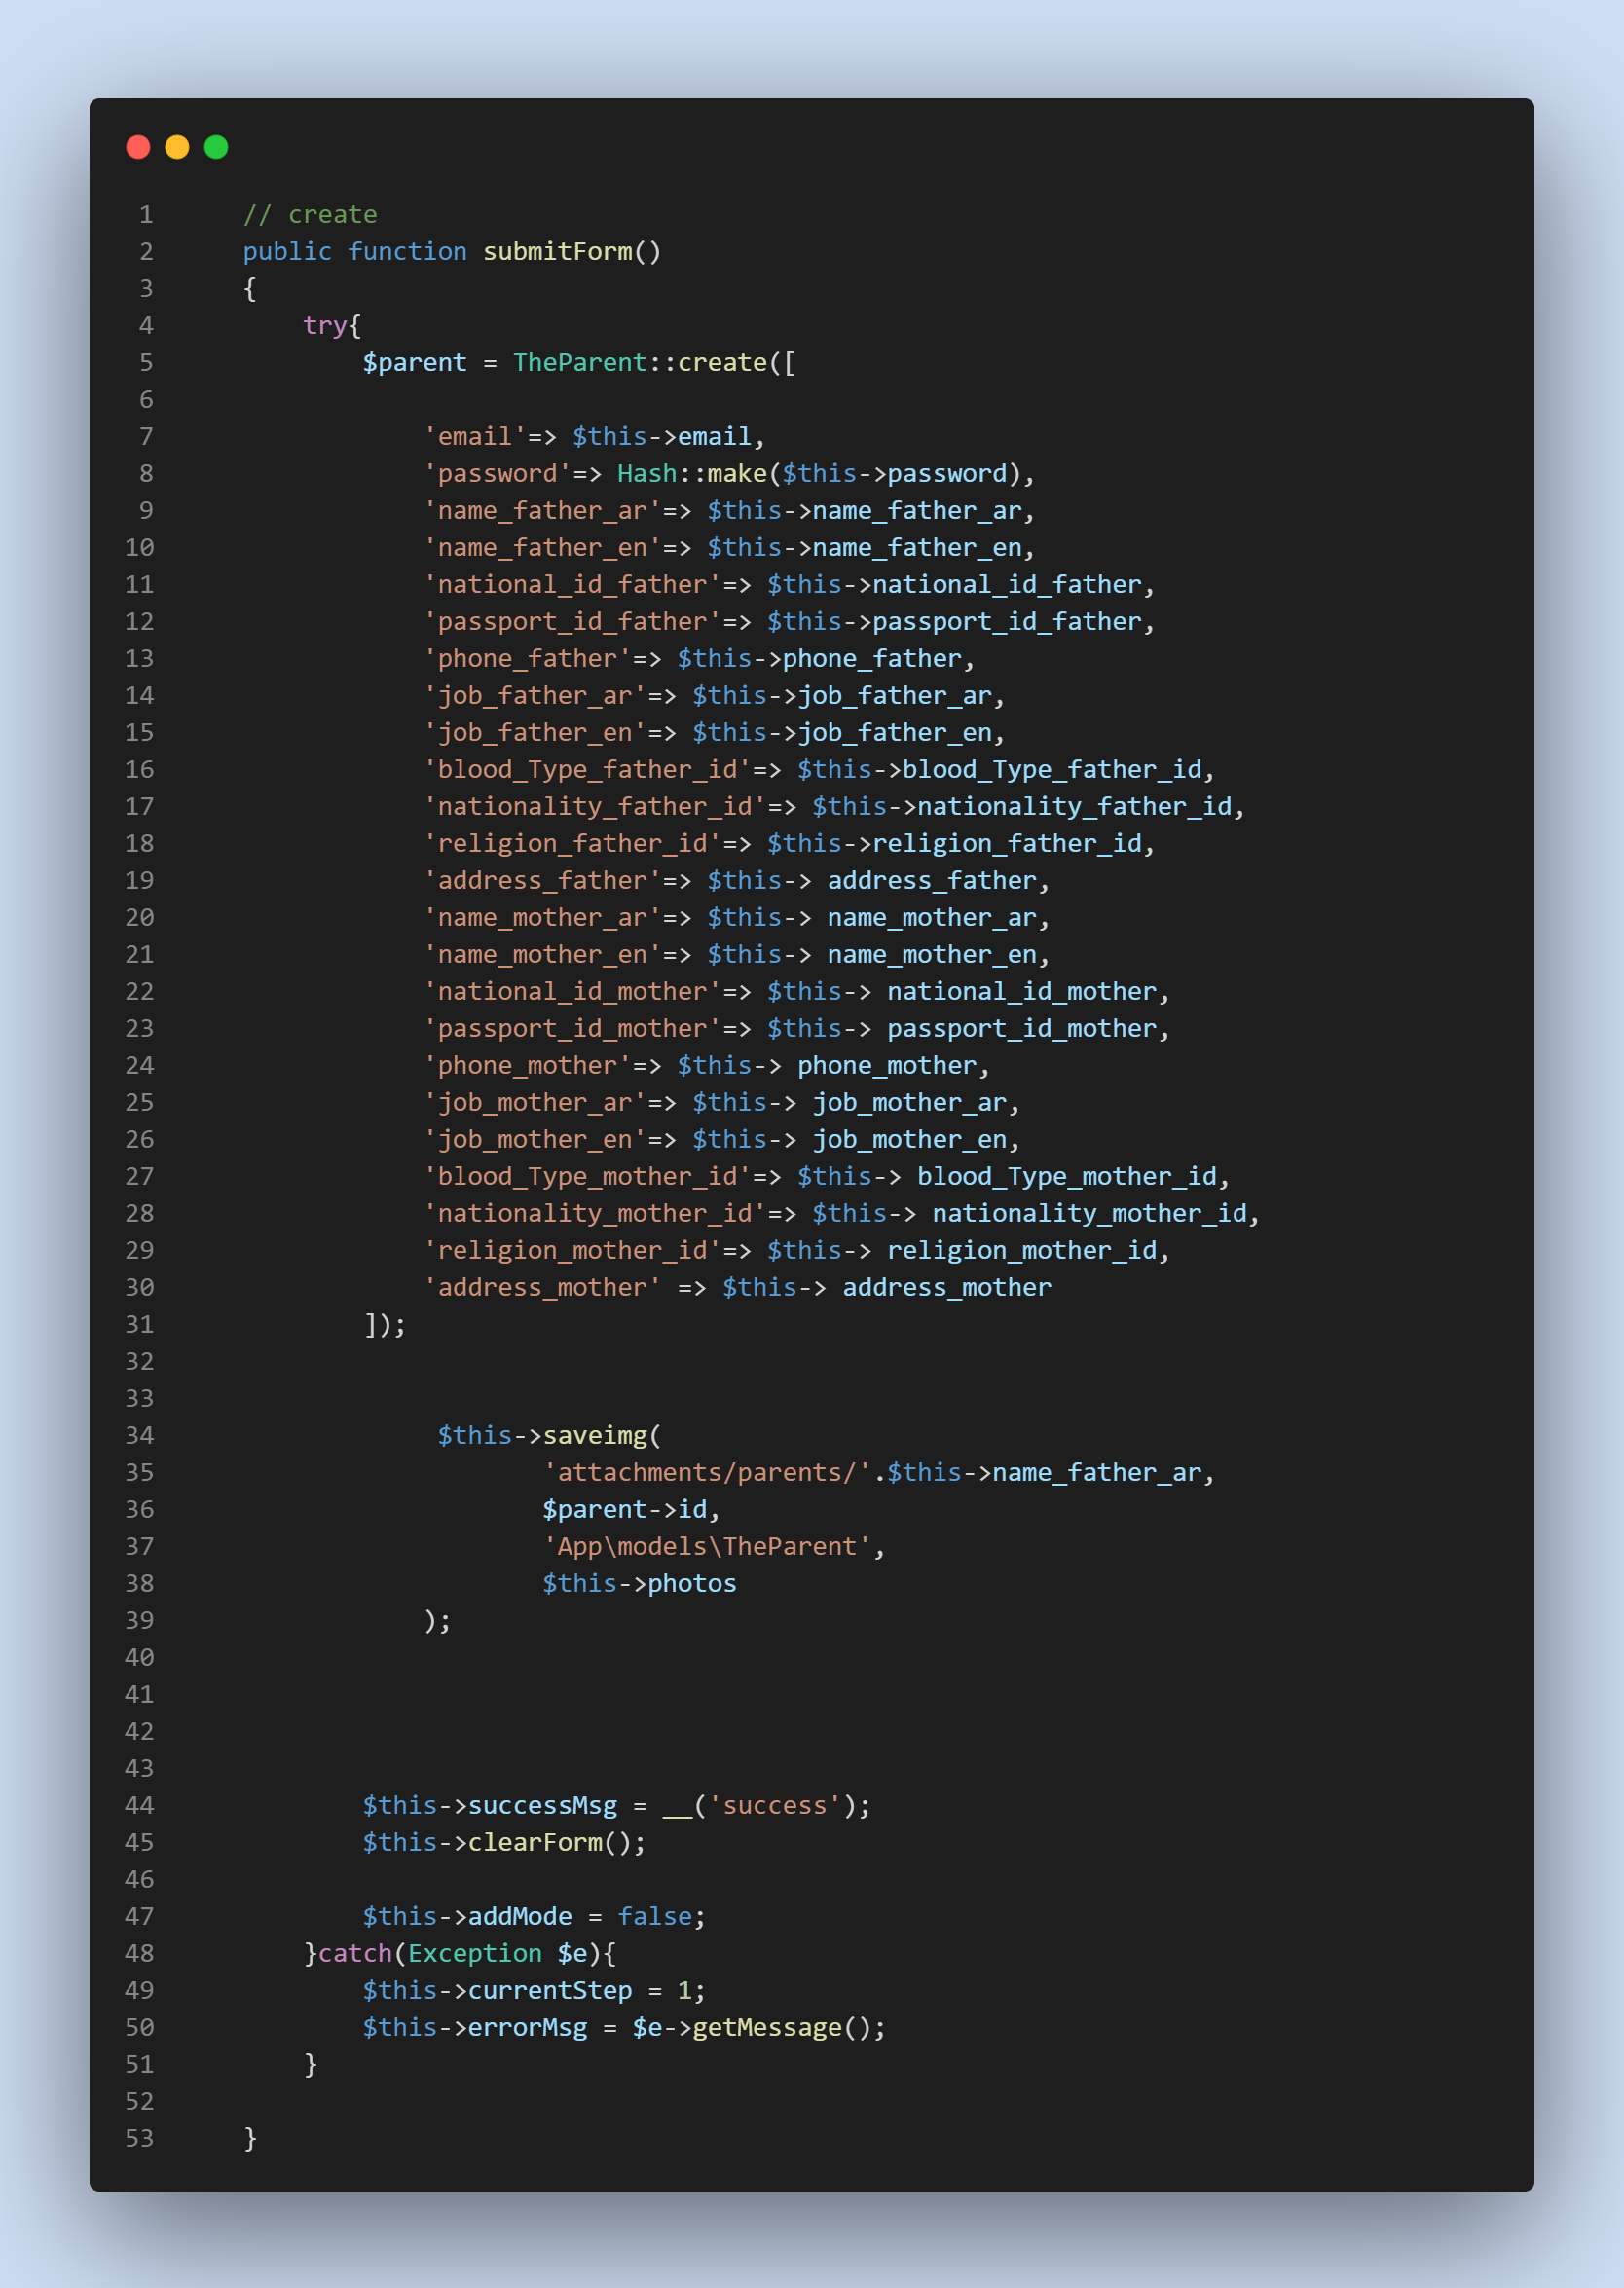 1 // create
2 public function submitForm()
3 {
4 try{
5 $parent = TheParent::create([
6
7 'email'=> $this->email,
8 'password'=> Hash::make($this->password),
9 'name_father_ar'=> $this->name_father_ar,
10 'name_father_en'=> $this->name_father_en,
11 'national_id_father'=> $this->national_id_father,
12 'passport_id_father'=> $this->passport_id_father,
13 'phone_father'=> $this->phone_father,
14 'job_father_ar'=> $this->job_father_ar,
15 'job_father_en'=> $this->job_father_en,
16 'blood_Type_father_id'=> $this->blood_Type_father_id,
17 'nationality_father_id'=> $this->nationality_father_id,
18 'religion_father_id'=> $this->religion_father_id,
19 'address_father'=> $this-> address_father,
20 'name_mother_ar'=> $this-> name_mother_ar,
21 'name_mother_en'=> $this-> name_mother_en,
22 'national_id_mother'=> $this-> national_id_mother,
23 'passport_id_mother'=> $this-> passport_id_mother,
24 'phone_mother'=> $this-> phone_mother,
25 'job_mother_ar'=> $this-> job_mother_ar,
26 'job_mother_en'=> $this-> job_mother_en,
27 'blood_Type_mother_id'=> $this-> blood_Type_mother_id,
28 'nationality_mother_id'=> $this-> nationality_mother_id,
29 'religion_mother_id'=> $this-> religion_mother_id,
30 'address_mother' => $this-> address_mother
31 ]);
32
33
34 $this->saveimg(
35 'attachments/parents/'.$this->name_father_ar,
36 $parent->id,
37 'App\models\TheParent',
38 $this->photos
39 );
40
41
42
43
44 $this->successMsg = __('success');
45 $this->clearForm();
46
47 $this->addMode = false;
48 }catch(Exception $e){
49 $this->currentStep = 1;
50 $this->errorMsg = $e->getMessage();
51 }
52
53 }